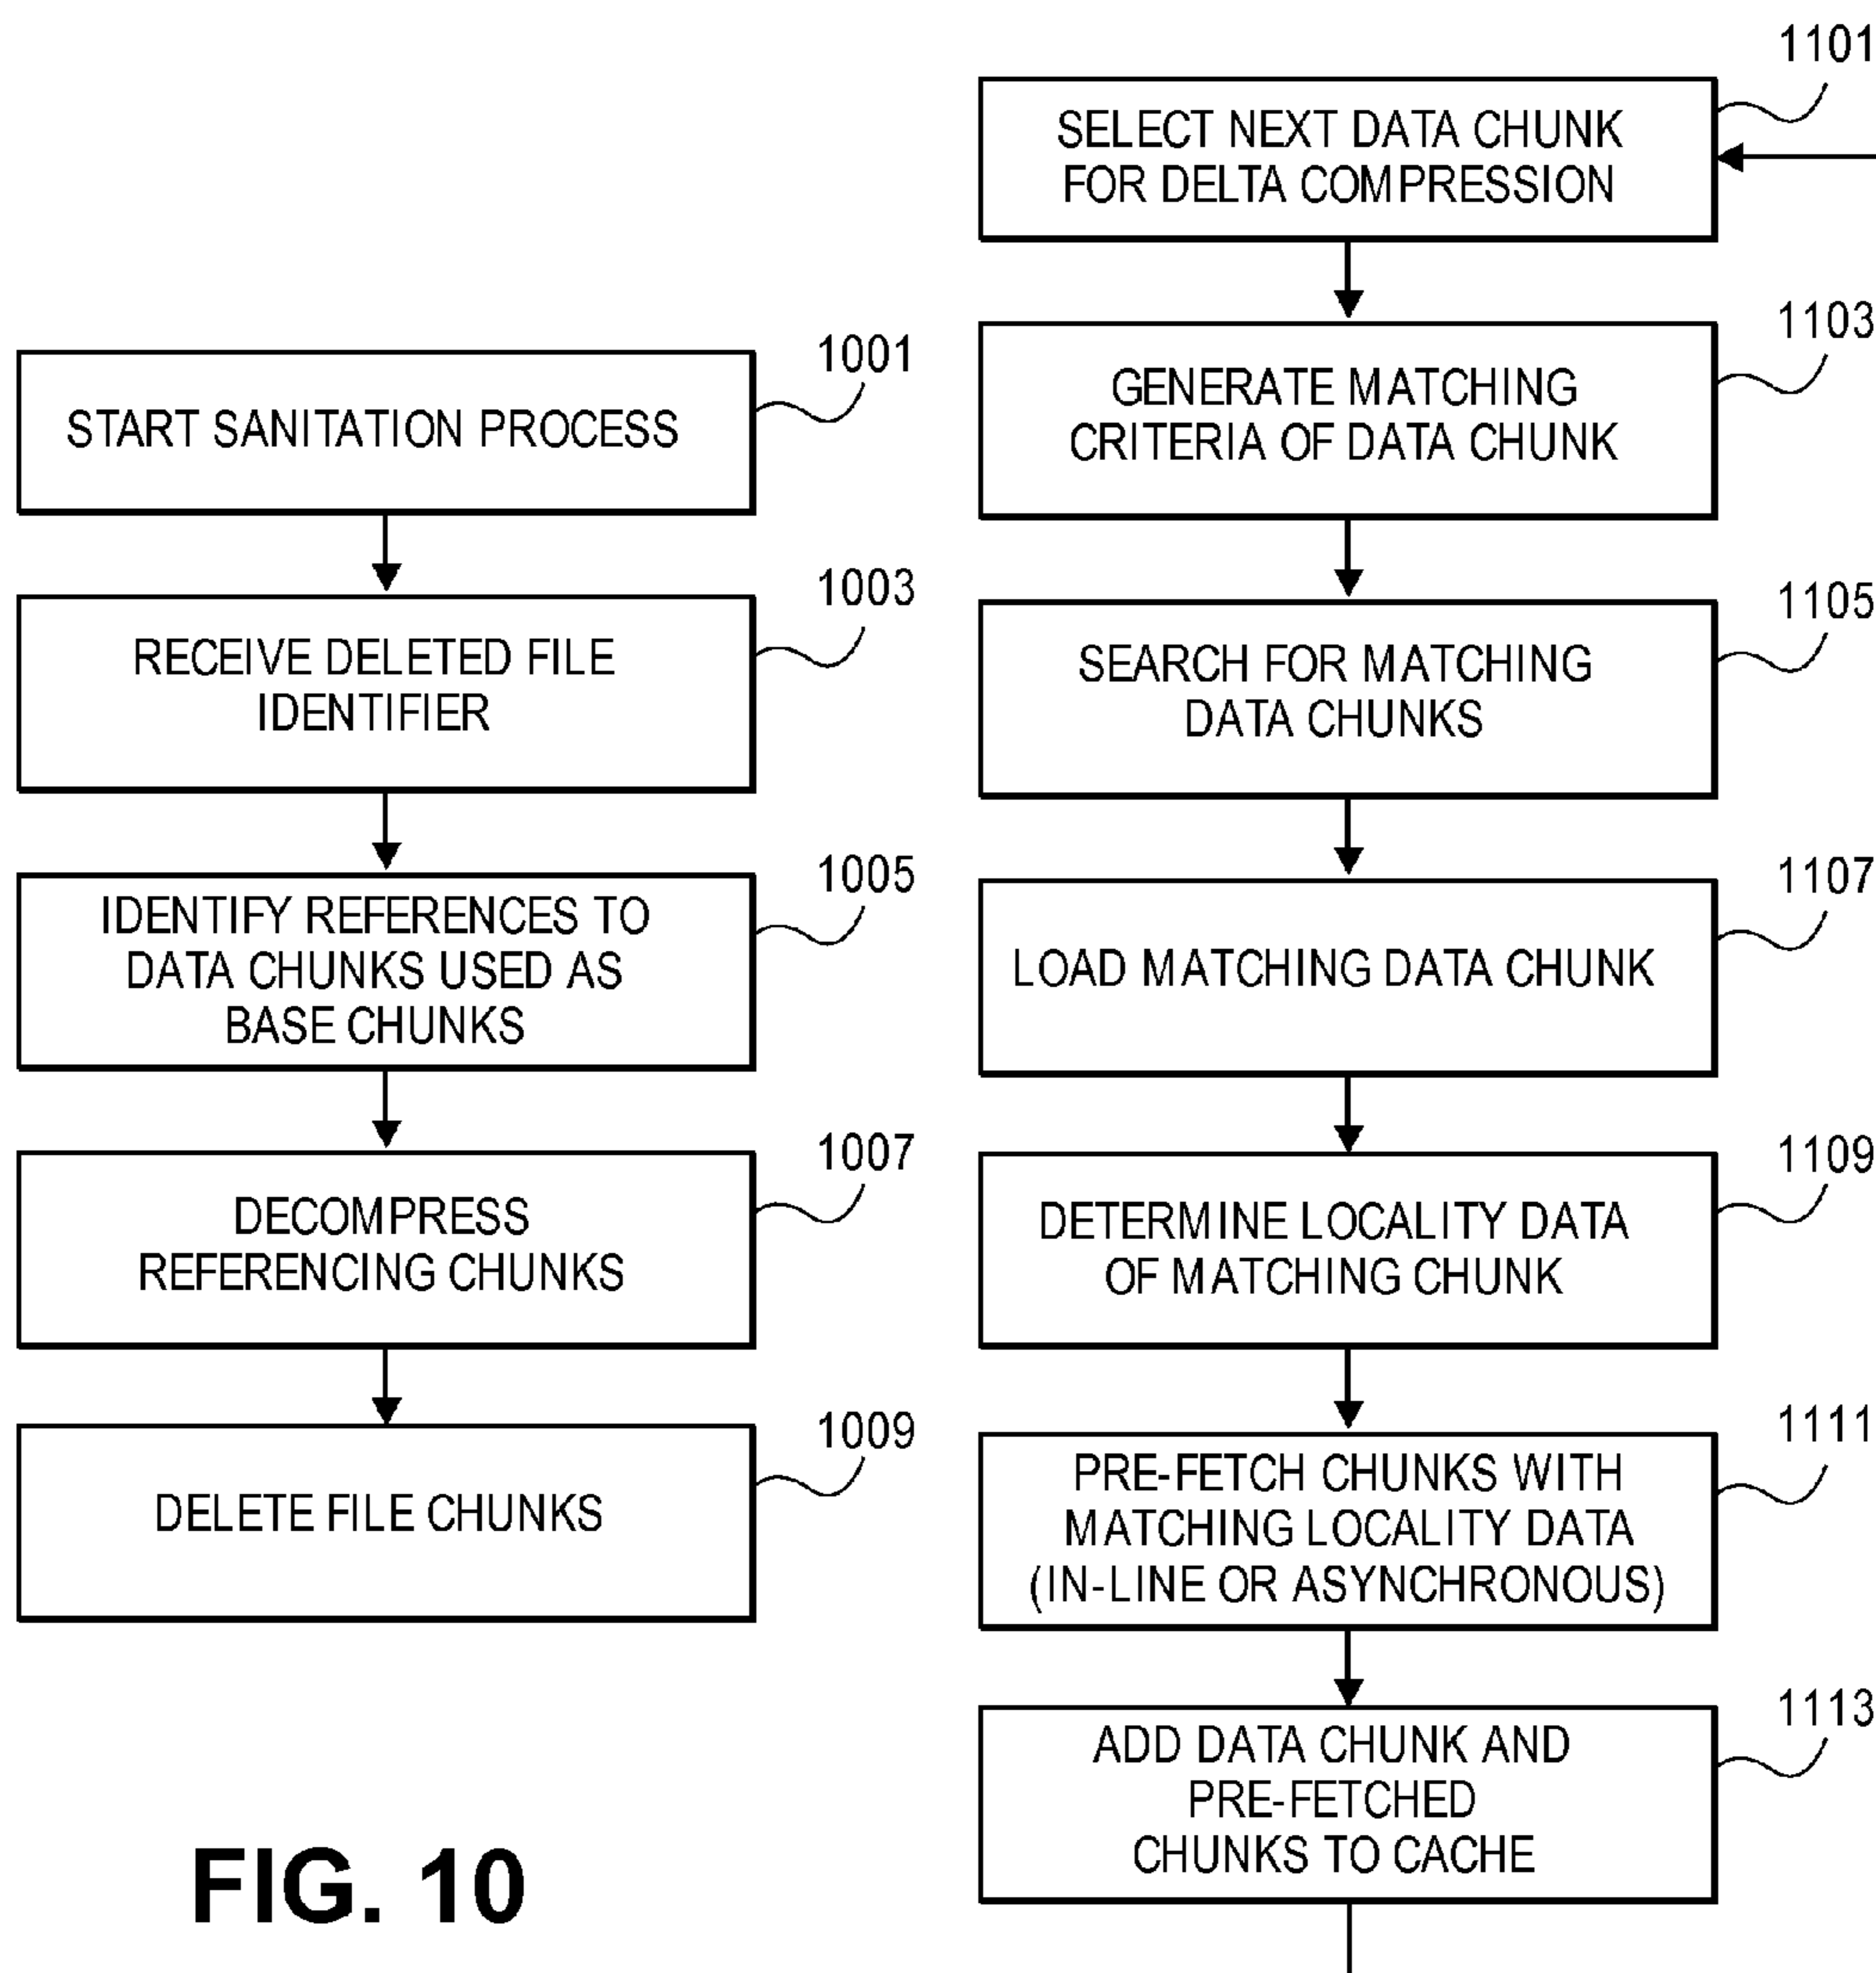 1001
START SANITATION PROCESS
1003
RECEIVE DELETED FILE
IDENTIFIER
1005
IDENTIFY REFERENCES TO
DATA CHUNKS USED AS
BASE CHUNKS
1007
DECOMPRESS
REFERENCING CHUNKS
1009
DELETE FILE CHUNKS
FIG. 10
1101
SELECT NEXT DATA CHUNK
FOR DELTA COMPRESSION
1103
GENERATE MATCHING
CRITERIA OF DATA CHUNK
1105
SEARCH FOR MATCHING
DATA CHUNKS
1107
LOAD MATCHING DATA CHUNK
1109
DETERMINE LOCALITY DATA
OF MATCHING CHUNK
1111
PRE-FETCH CHUNKS WITH
MATCHING LOCALITY DATA
(IN-LINE OR ASYNCHRONOUS)
1113
ADD DATA CHUNK AND
PRE-FETCHED
CHUNKS TO CACHE